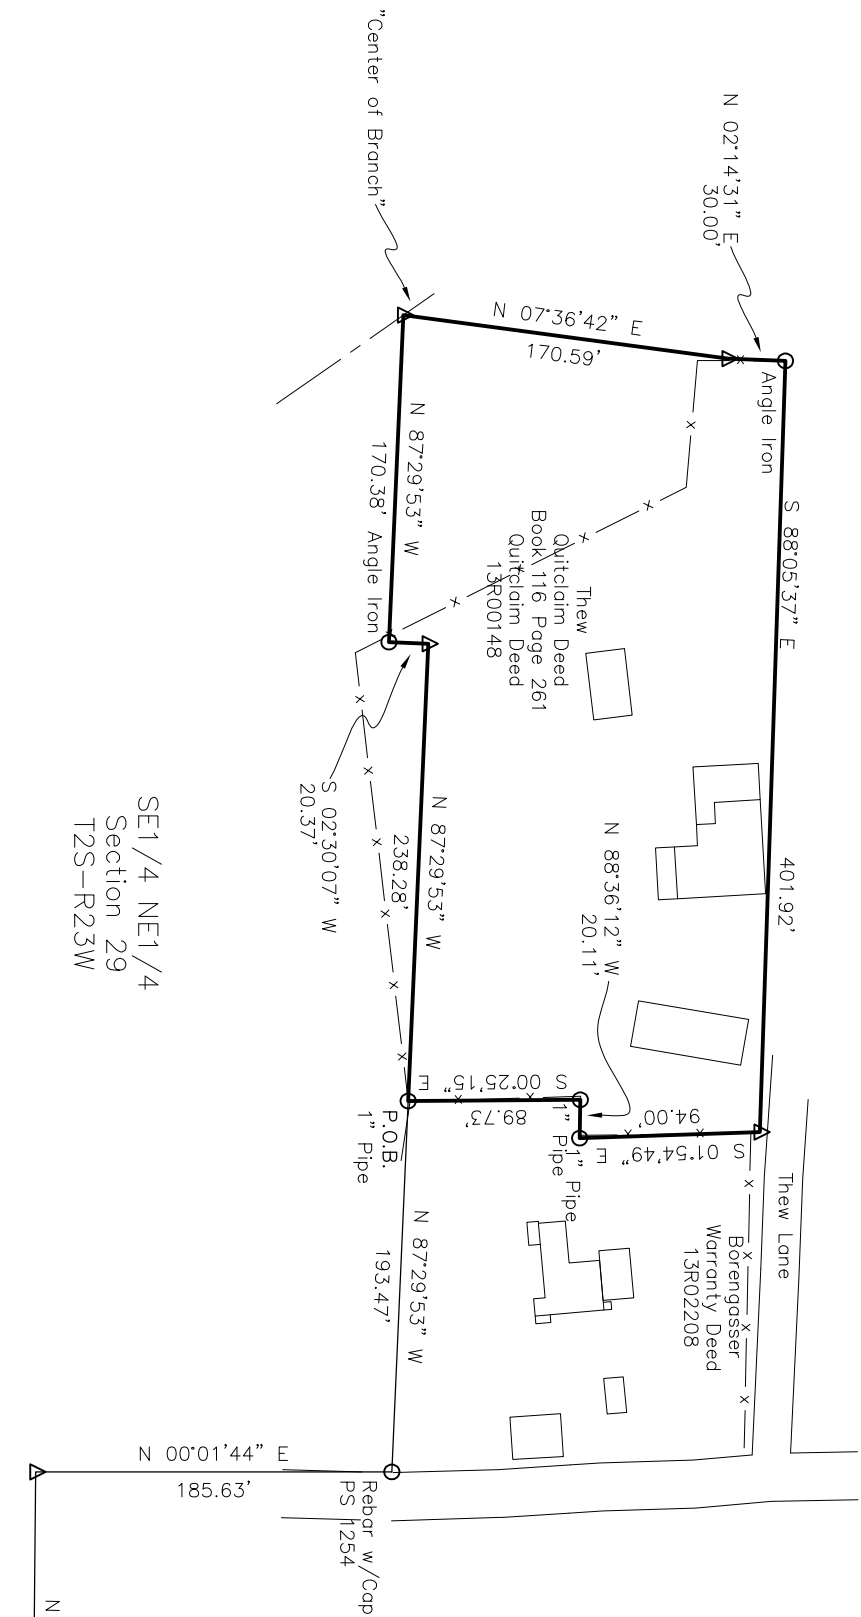 "Center of Branch"
N 02°14'31" E
30.00'
N 07°36'42" E
170.59'
Angle Iron
S 88°05'37" E
401.92'
N 87°29'53" W
170.38'
Angle Iron
Thew
Quitclaim Deed
Book 116 Page 261
Quitclaim Deed
13R00148
S 02°30'07" W
20.37'
N 87°29'53" W
238.28'
N 88°36'12" W
20.11'
SE1/4 NE1/4
Section 29
T2S-R23W
S 00°25'15" E
89.73'
S 01°54'49" E
94.00'
1" Pipe
1" Pipe
P.O.B.
1" Pipe
Thew Lane
Borengasser
Warranty Deed
13R02208
N 87°29'53" W
193.47'
N 00°01'44" E
185.63'
Rebar w/Cap
PS 1254
N